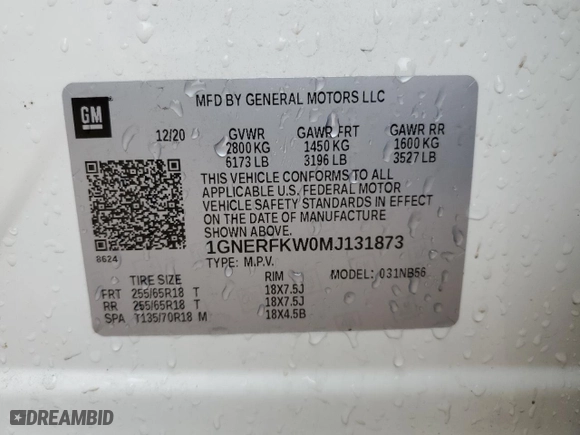 GM
MFD BY GENERAL MOTORS LLC
12/20 GVWR GAWR FRT GAWR RR
2800 KG 1450 KG 1600 KG
6173 LB 3196 LB 3527 LB
THIS VEHICLE CONFORMS TO ALL
APPLICABLE U.S. FEDERAL MOTOR
VEHICLE SAFETY STANDARDS IN EFFECT
ON THE DATE OF MANUFACTURE
SHOWN ABOVE.
8624 1GNERFKW0MJ131873
TYPE: M.P.V. MODEL: 031NB56
TIRE SIZE RIM
FRT 255/65R18 T 18X7.5J
RR 255/65R18 T 18X7.5J
SPA T135/70R18 M 18X4.5B
DREAMBID